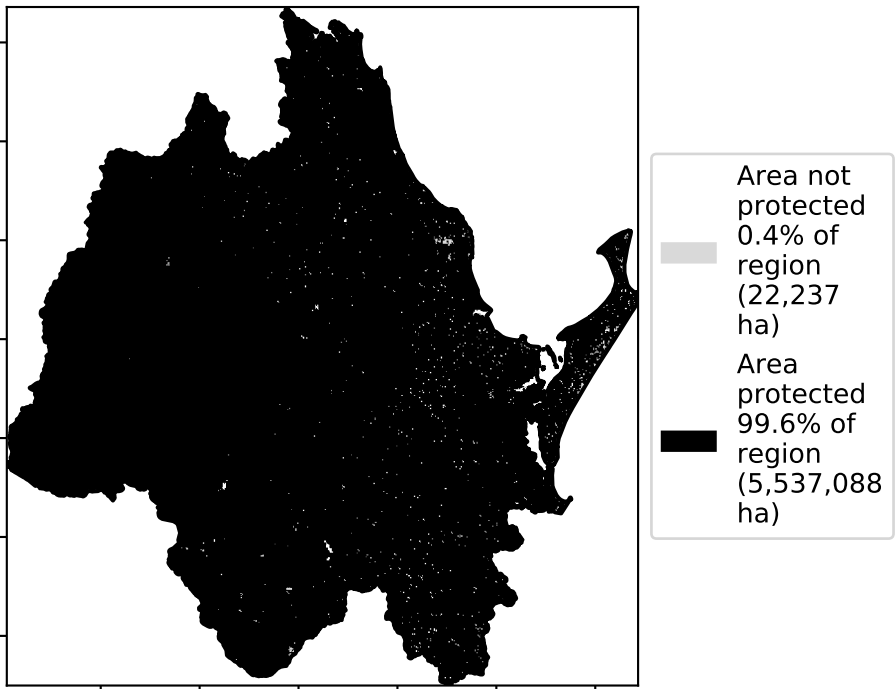 Area not
protected
0.4% of
region
(22,237
ha)
Area
protected
99.6% of
region
(5,537,088
ha)